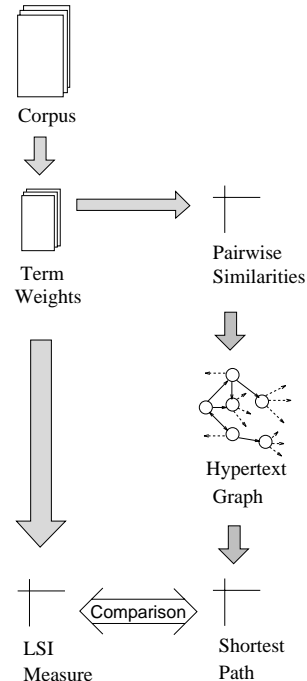 Corpus
Term
Weights
Pairwise
Similarities
Hypertext
Graph
Comparison
LSI
Measure
Shortest
Path